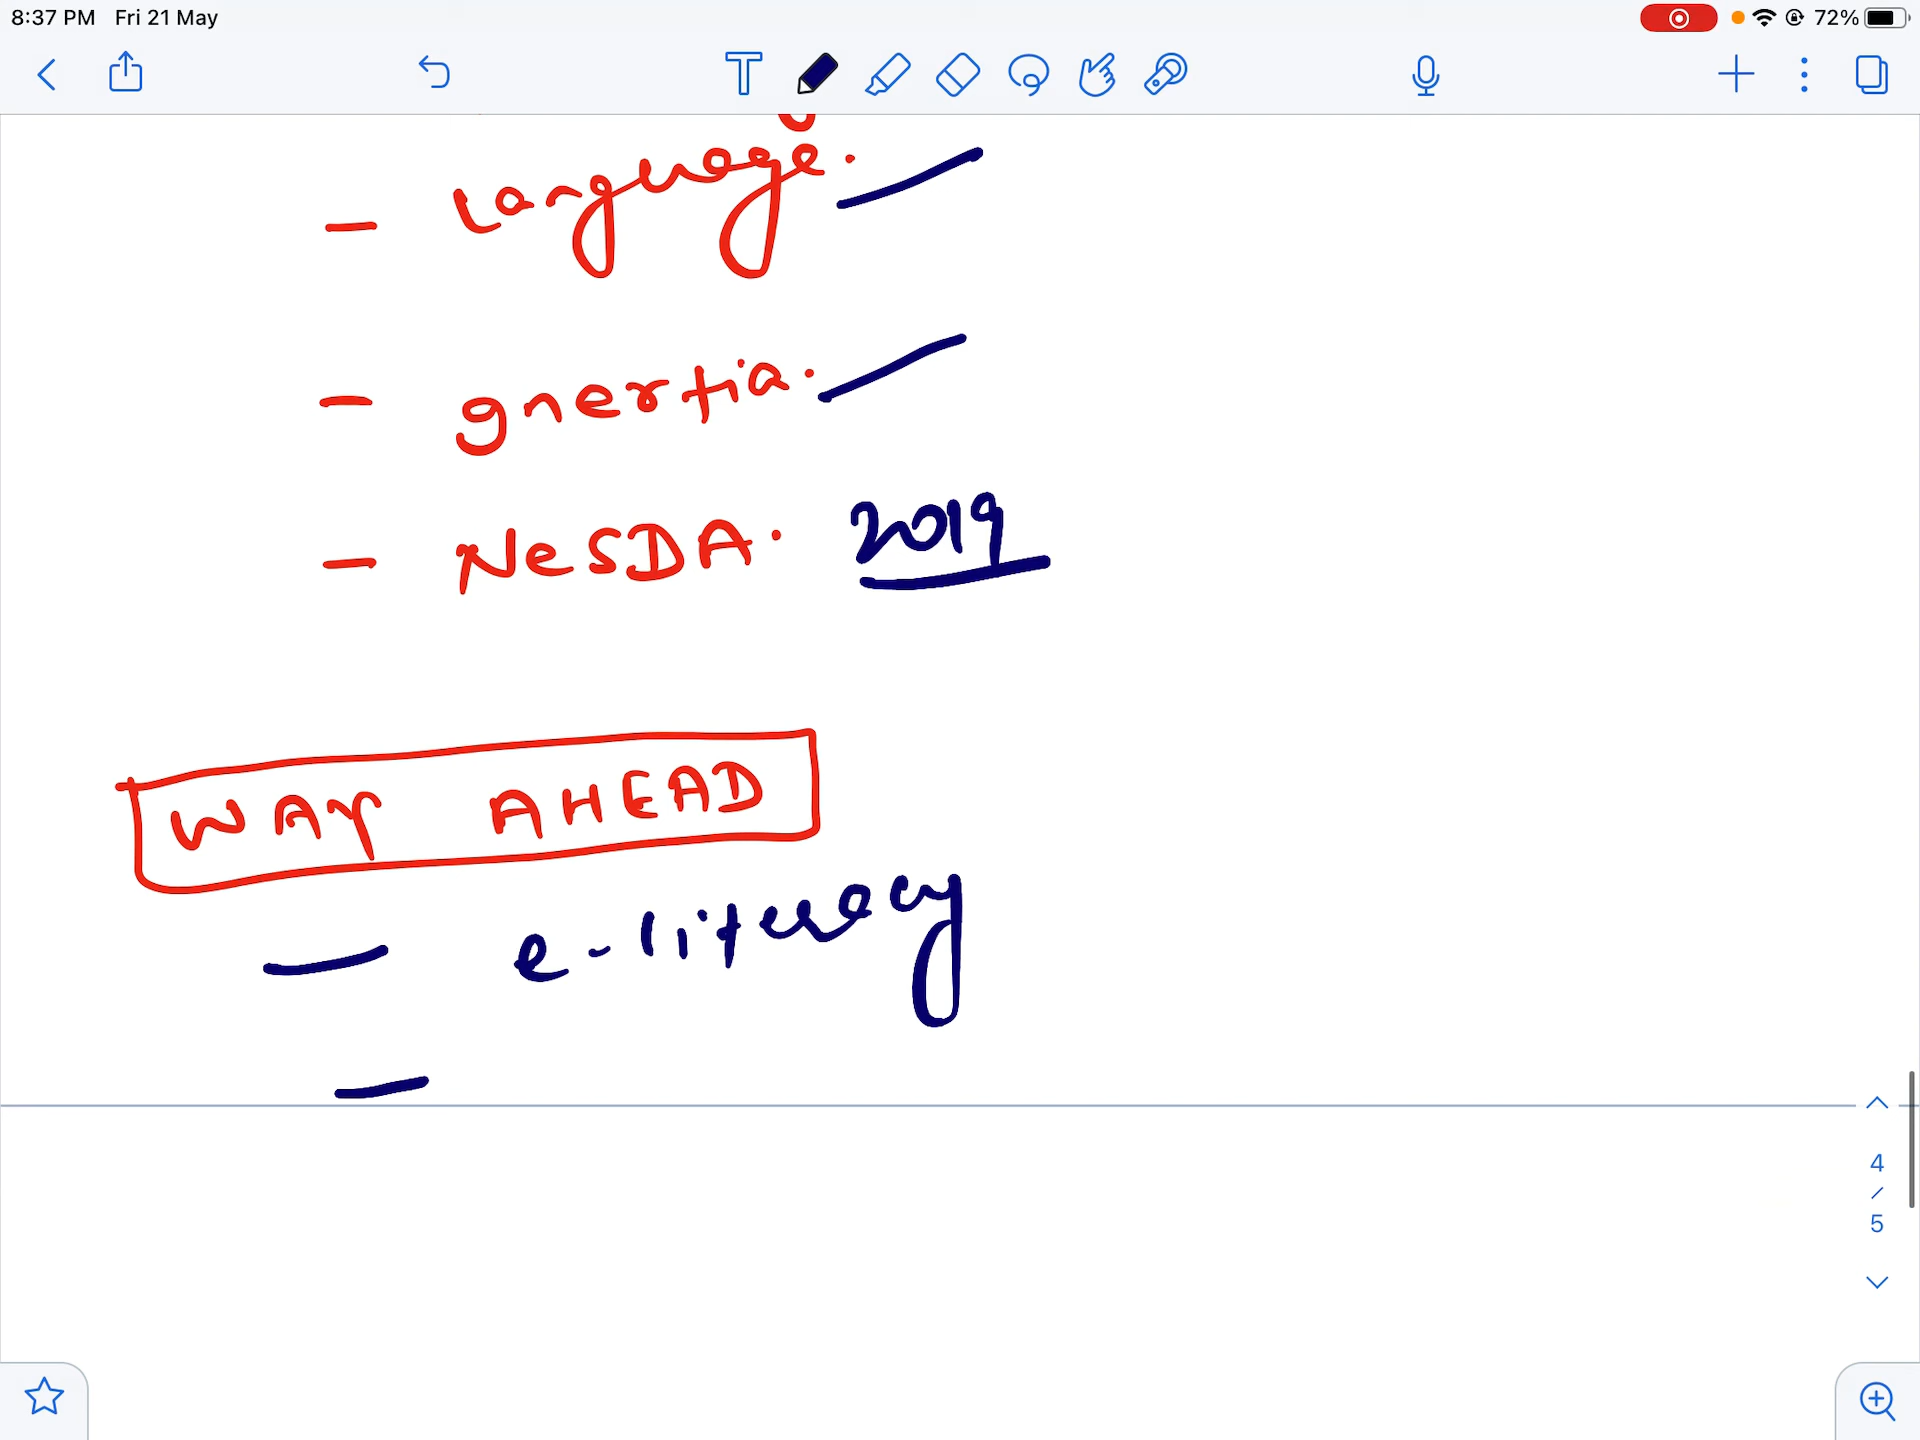 8:37 PM Fri 21 May 72%
T
- Language.
- Inertia.
- NeSDA. 2019
WAY AHEAD
- e-literacy
-
4
/
5